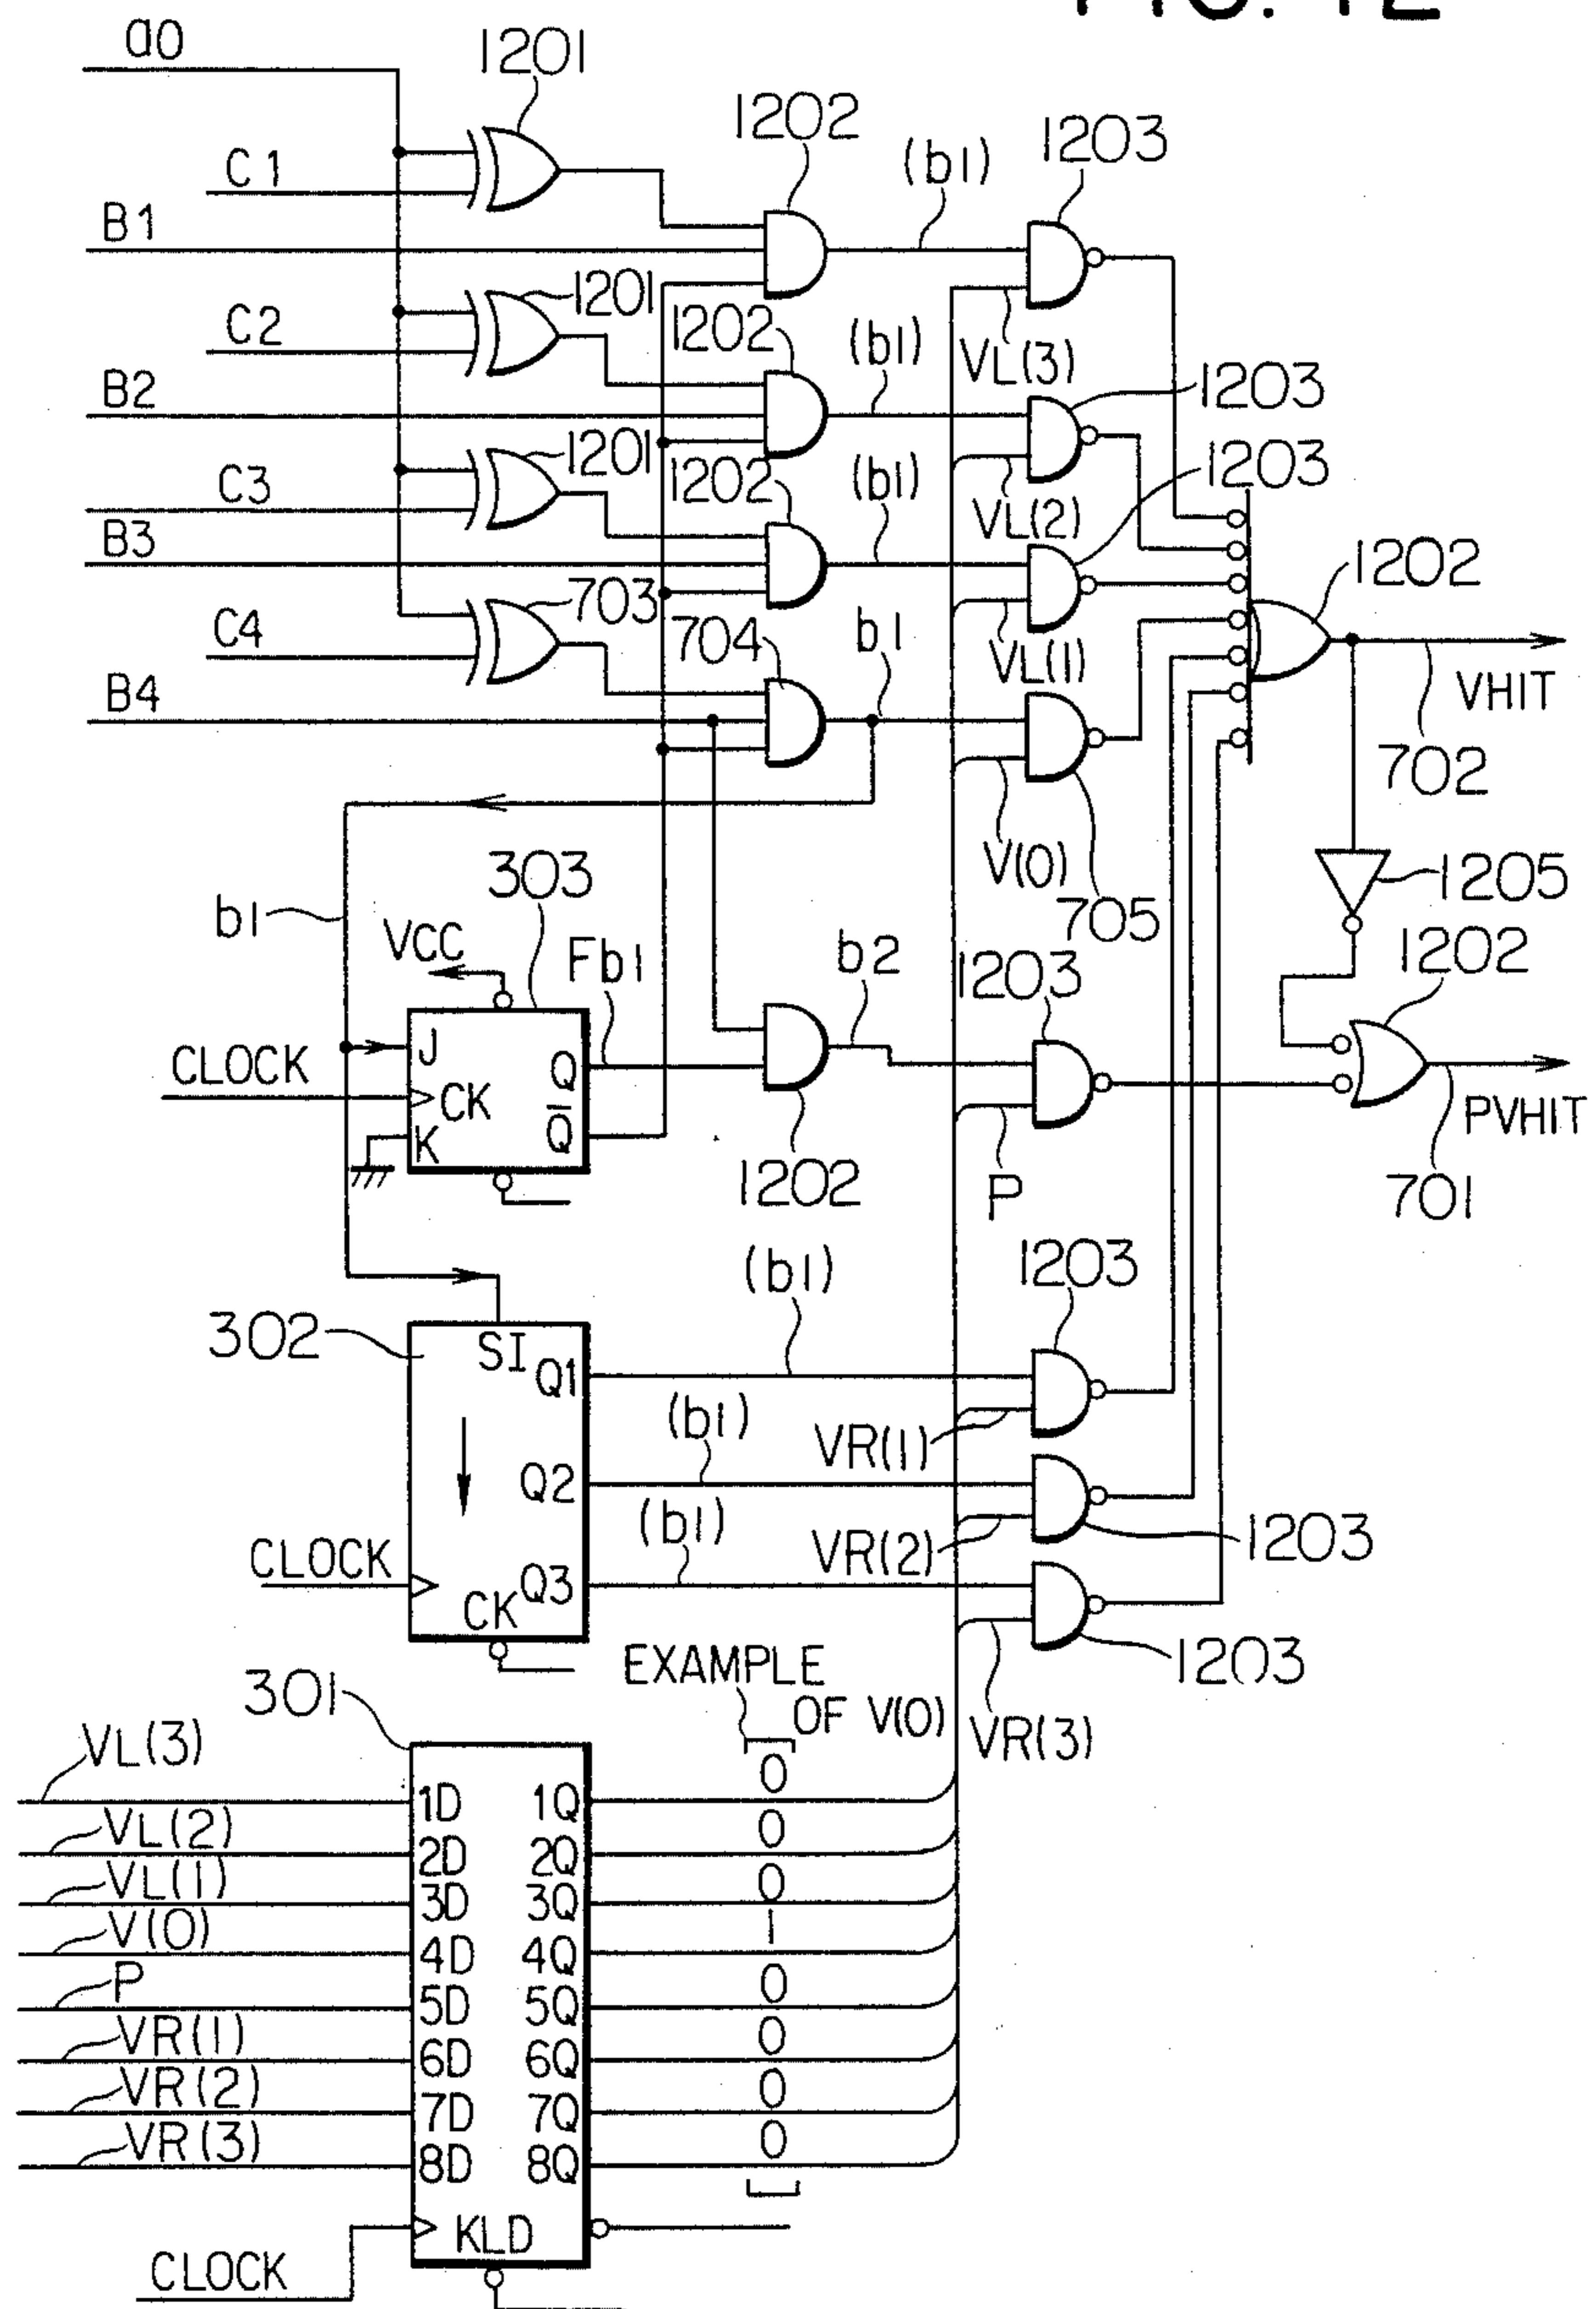 FIG. 12
a0
1201
C1
1202
(b1)
1203
B1
1201
C2
1202
(b1)
VL(3)
1203
B2
1201
1202
(b1)
1203
C3
VL(2)
B3
703
1202
C4
704
b1
VL(1)
B4
VHIT
702
V(0)
303
1205
b1
VCC
705
Fb1
b2
1203
1202
J
CLOCK
Q
CK
Q
K
PVHIT
1202
P
701
(b1)
1203
302
SI
Q1
(b1)
VR(1)
Q2
(b1)
VR(2)
1203
CLOCK
Q3
CK
EXAMPLE
1203
301
OF V(0)
VR(3)
VL(3)
0
1D 1Q
VL(2)
0
2D 2Q
VL(1)
0
3D 3Q
V(0)
1
4D 4Q
P
0
5D 5Q
VR(1)
0
6D 6Q
VR(2)
0
7D 7Q
VR(3)
0
8D 8Q
KLD
CLOCK